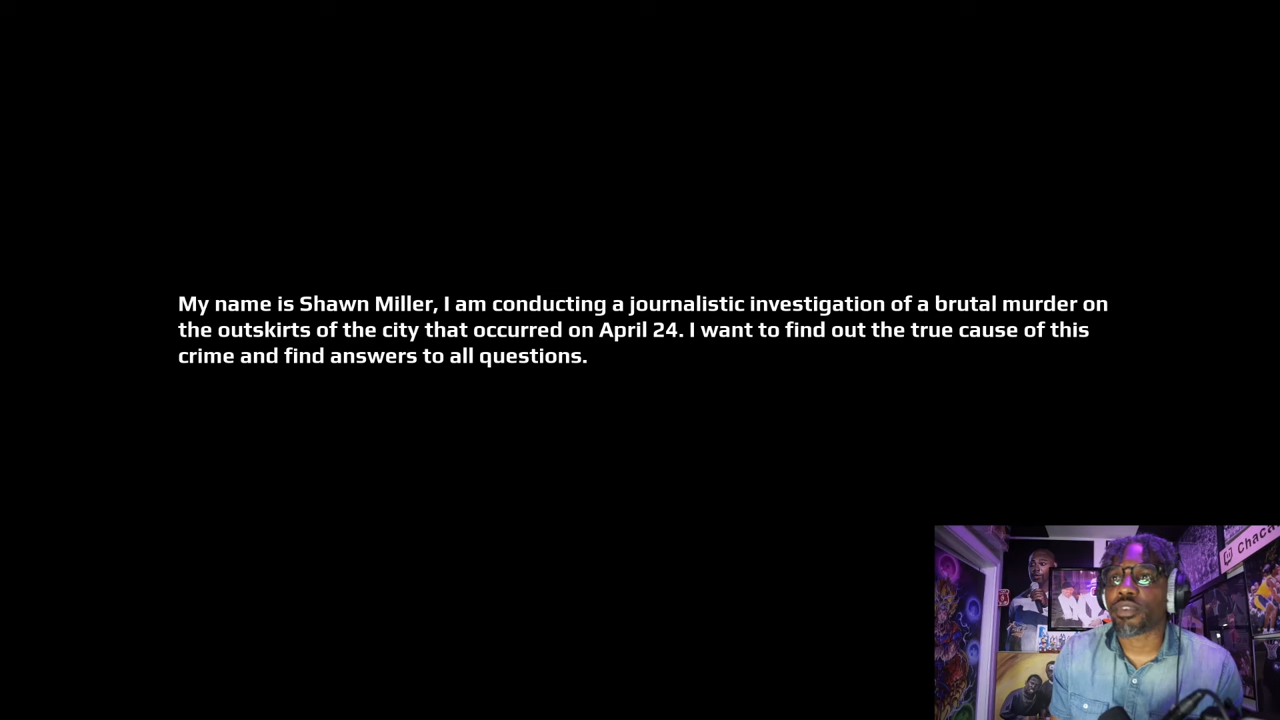 My name is Shawn Miller, I am conducting a journalistic investigation of a brutal murder on
the outskirts of the city that occurred on April 24. I want to find out the true cause of this
crime and find answers to all questions.